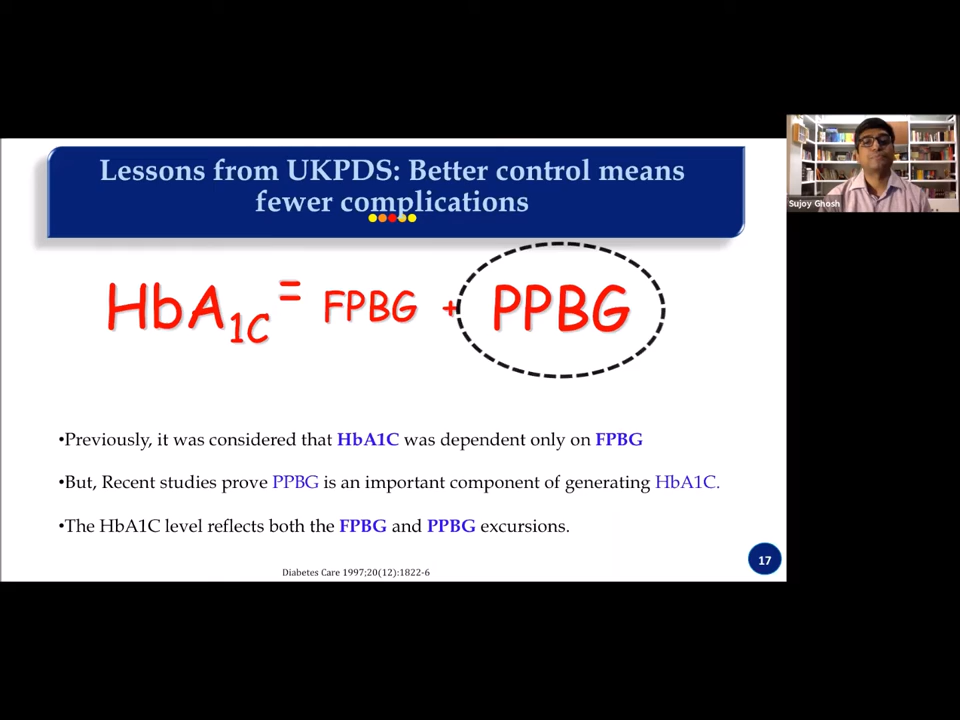 Lessons from UKPDS: Better control means
fewer complications
HbA1C = FPBG + PPBG
•Previously, it was considered that HbA1C was dependent only on FPBG
•But, Recent studies prove PPBG is an important component of generating HbA1C.
•The HbA1C level reflects both the FPBG and PPBG excursions.
Diabetes Care 1997;20(12):1822-6
17
Sujoy Ghosh